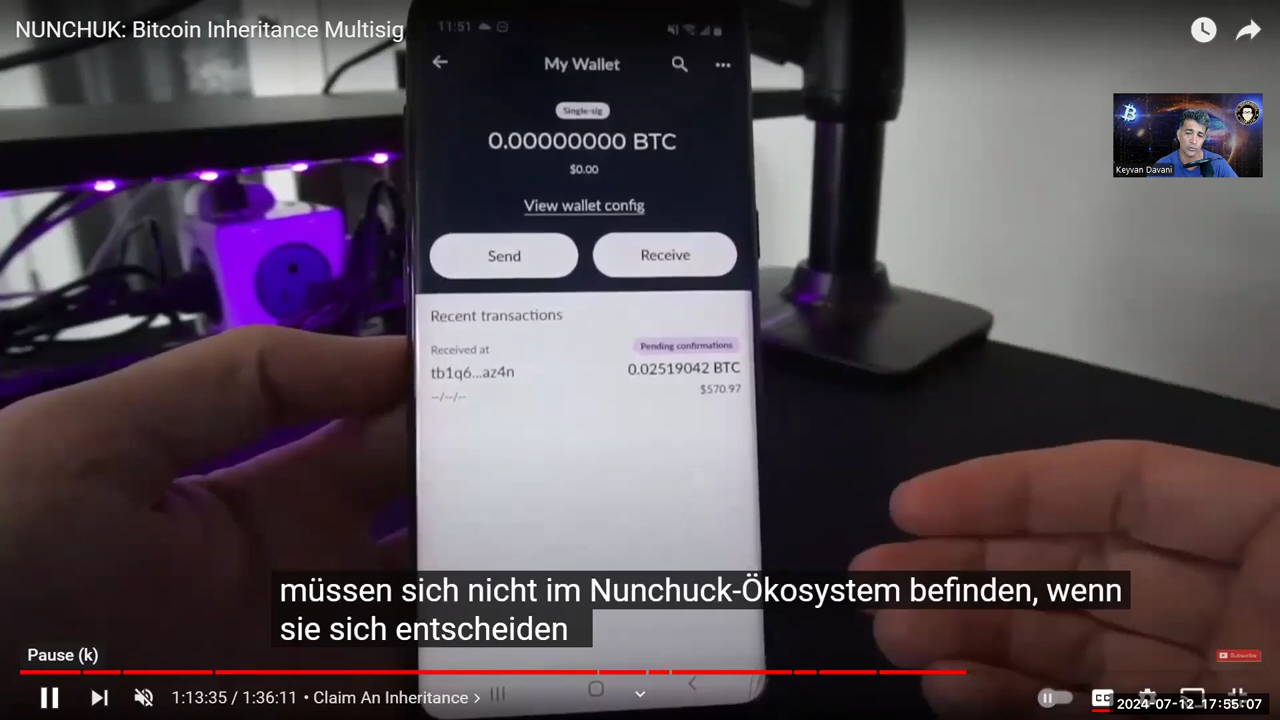 NUNCHUK: Bitcoin Inheritance Multisig
11:51
My Wallet
Single-sig
0.00000000 BTC
$0.00
View wallet config
Send
Receive
Recent transactions
Received at
Pending confirmations
tb1q6...az4n
0.02519042 BTC
--/--/--
$570.97
Keyvan Davani
müssen sich nicht im Nunchuck-Ökosystem befinden, wenn
sie sich entscheiden
Pause (k)
Subscribe
1:13:35 / 1:36:11 • Claim An Inheritance
CC
2024-07-12 17:55:07